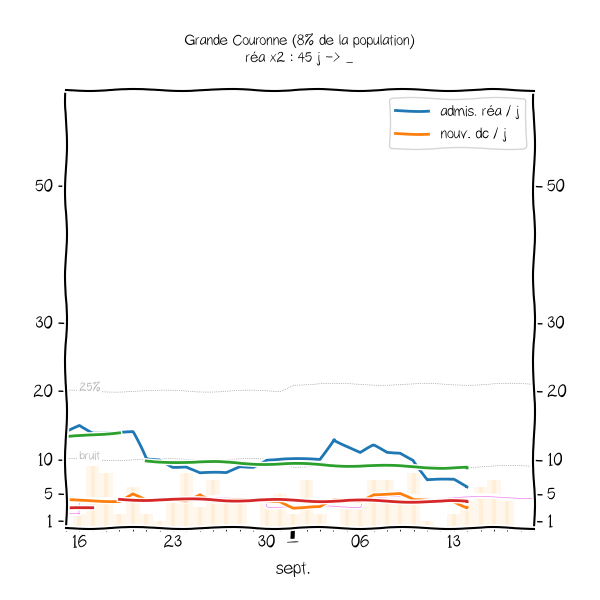 Grande Couronne (8% de la population)
réa x2 : 45 j -> _
admis. réa / j
nouv. dc / j
50 50
30 30
25%
20 20
bruit
10 10
5 5
1 1
16 23 30 06 13
sept.